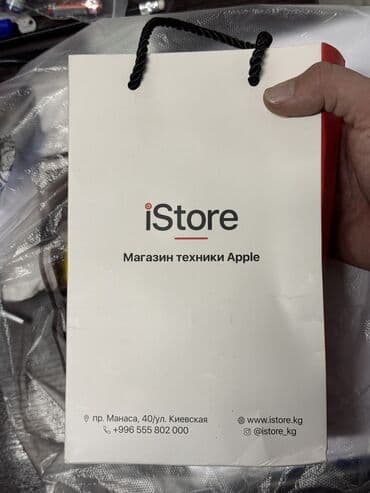 iStore
Магазин техники Apple
пр. Манаса, 40/ул. Киевская
+996 555 802 000
www.istore.kg
@istore_kg